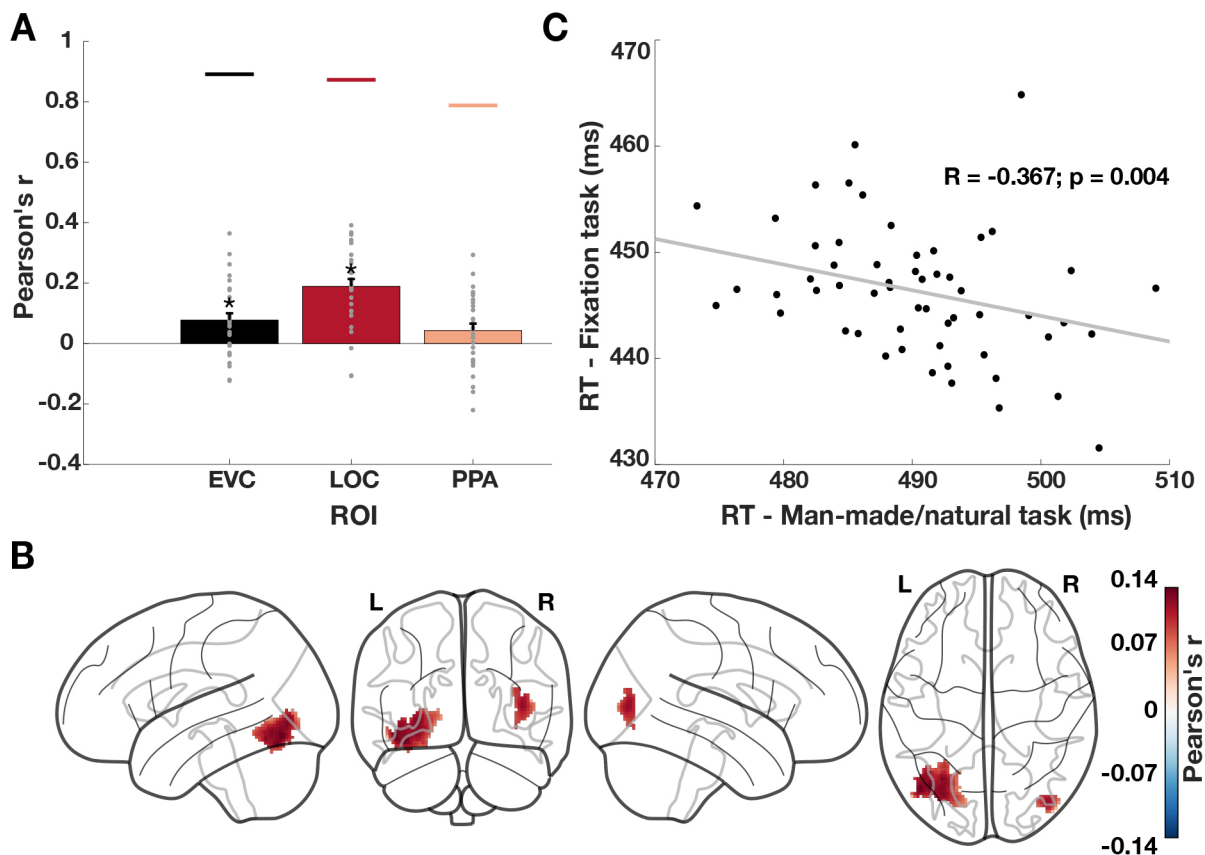 A
1
0.8
0.6
0.4
0.2
0
-0.2
-0.4
Pearson's r
*
*
EVC LOC PPA
ROI
C
470
460
450
440
430
RT - Fixation task (ms)
R = -0.367; p = 0.004
470 480 490 500 510
RT - Man-made/natural task (ms)
B
L R
L R
0.14
0.07
0
-0.07
-0.14
Pearson's r